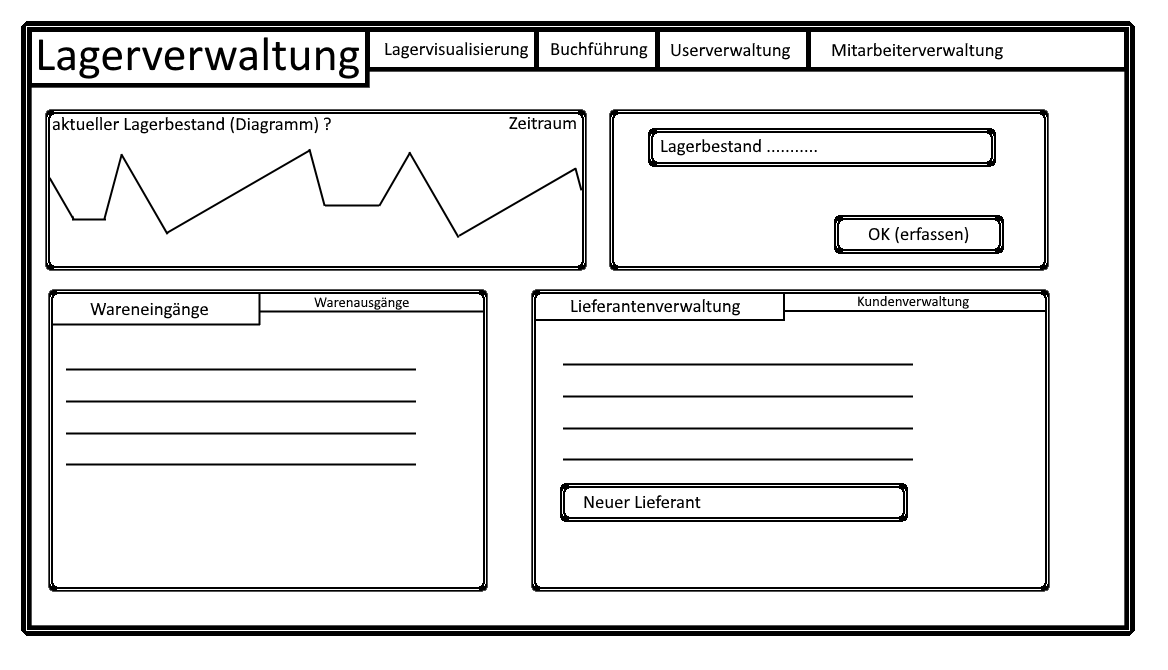 Lagerverwaltung
Lagervisualisierung
Buchführung
Userverwaltung
Mitarbeiterverwaltung
aktueller Lagerbestand (Diagramm) ?
Zeitraum
Lagerbestand ...........
OK (erfassen)
Wareneingänge
Warenausgänge
Lieferantenverwaltung
Kundenverwaltung
Neuer Lieferant